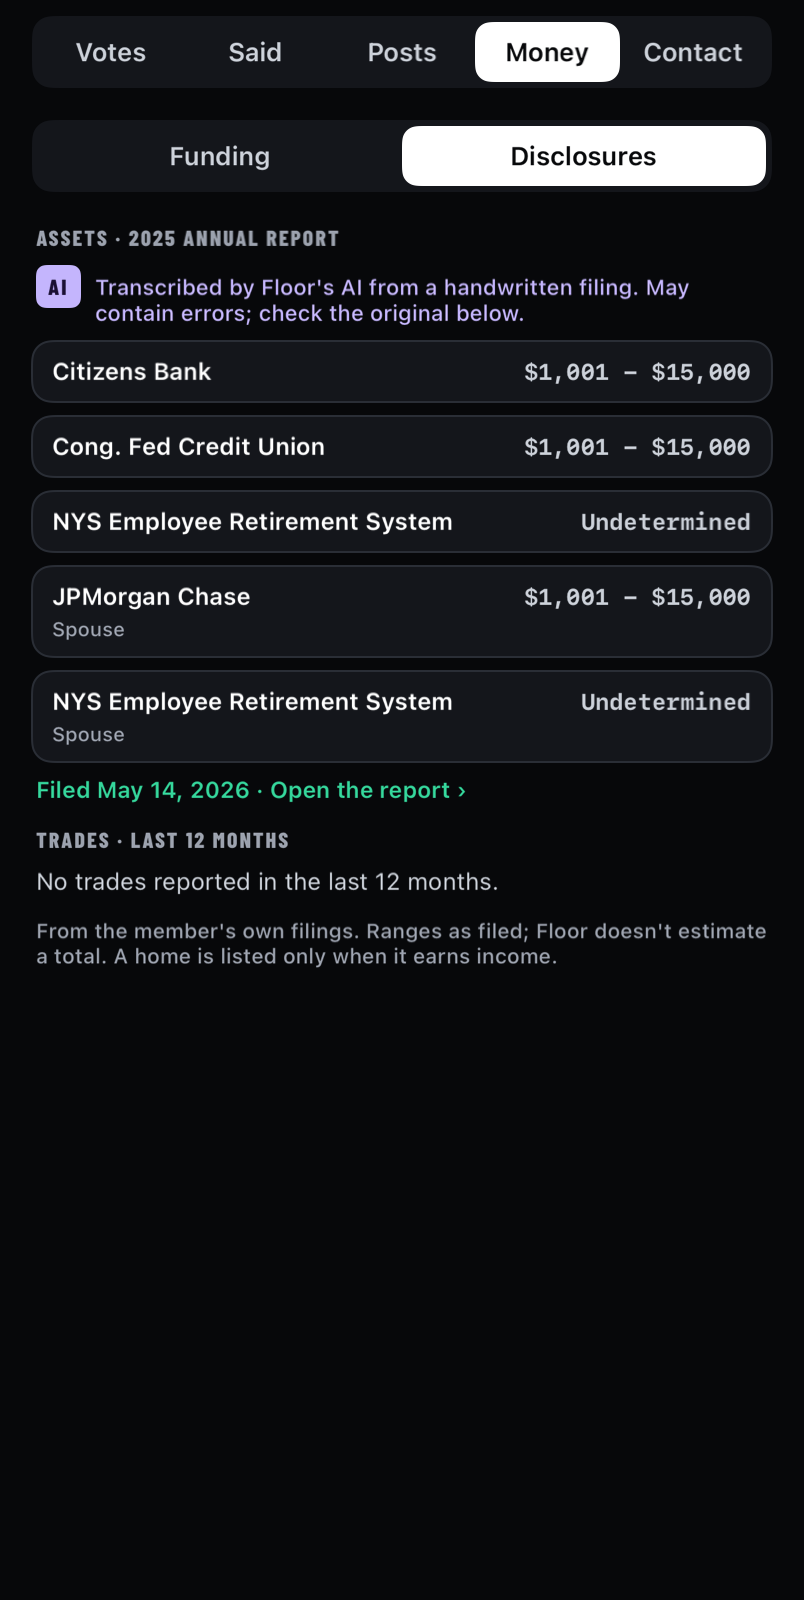 Votes Said Posts Money Contact
Funding Disclosures
ASSETS · 2025 ANNUAL REPORT
AI Transcribed by Floor's AI from a handwritten filing. May
contain errors; check the original below.
Citizens Bank $1,001 – $15,000
Cong. Fed Credit Union $1,001 – $15,000
NYS Employee Retirement System Undetermined
JPMorgan Chase $1,001 – $15,000
Spouse
NYS Employee Retirement System Undetermined
Spouse
Filed May 14, 2026 · Open the report ›
TRADES · LAST 12 MONTHS
No trades reported in the last 12 months.
From the member's own filings. Ranges as filed; Floor doesn't estimate
a total. A home is listed only when it earns income.